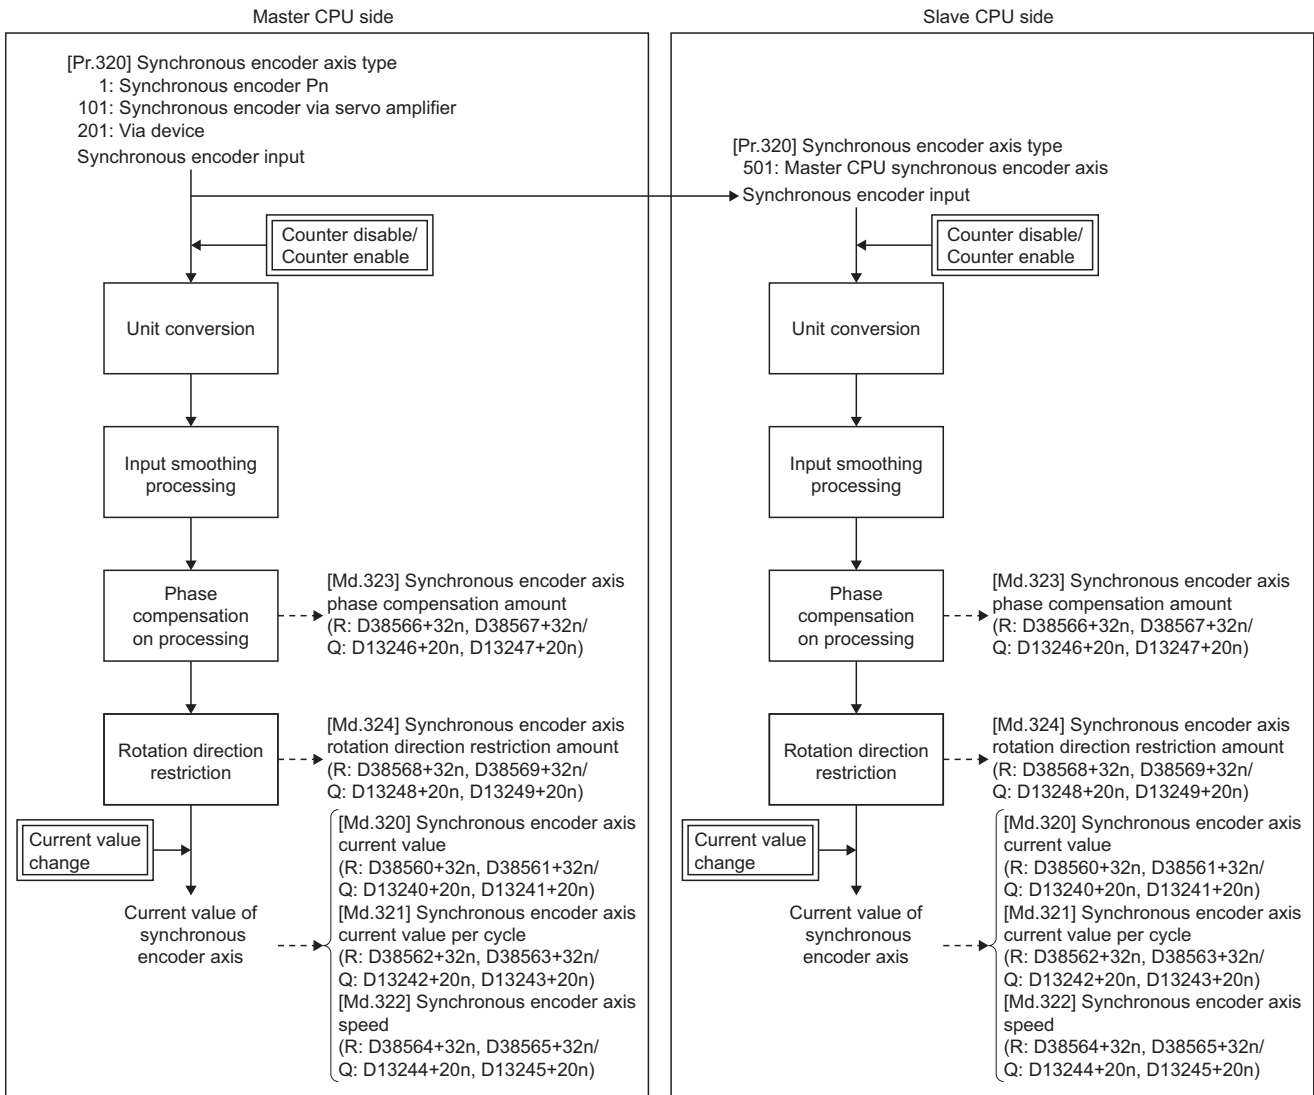 Master CPU side
[Pr.320] Synchronous encoder axis type
1: Synchronous encoder Pn
101: Synchronous encoder via servo amplifier
201: Via device
Synchronous encoder input
Counter disable/
Counter enable
Unit conversion
Input smoothing
processing
Phase
compensation
on processing
[Md.323] Synchronous encoder axis
phase compensation amount
(R: D38566+32n, D38567+32n/
Q: D13246+20n, D13247+20n)
Rotation direction
restriction
[Md.324] Synchronous encoder axis
rotation direction restriction amount
(R: D38568+32n, D38569+32n/
Q: D13248+20n, D13249+20n)
Current value
change
Current value of
synchronous
encoder axis
[Md.320] Synchronous encoder axis
current value
(R: D38560+32n, D38561+32n/
Q: D13240+20n, D13241+20n)
[Md.321] Synchronous encoder axis
current value per cycle
(R: D38562+32n, D38563+32n/
Q: D13242+20n, D13243+20n)
[Md.322] Synchronous encoder axis
speed
(R: D38564+32n, D38565+32n/
Q: D13244+20n, D13245+20n)
Slave CPU side
[Pr.320] Synchronous encoder axis type
501: Master CPU synchronous encoder axis
Synchronous encoder input
Counter disable/
Counter enable
Unit conversion
Input smoothing
processing
Phase
compensation
on processing
[Md.323] Synchronous encoder axis
phase compensation amount
(R: D38566+32n, D38567+32n/
Q: D13246+20n, D13247+20n)
Rotation direction
restriction
[Md.324] Synchronous encoder axis
rotation direction restriction amount
(R: D38568+32n, D38569+32n/
Q: D13248+20n, D13249+20n)
Current value
change
Current value of
synchronous
encoder axis
[Md.320] Synchronous encoder axis
current value
(R: D38560+32n, D38561+32n/
Q: D13240+20n, D13241+20n)
[Md.321] Synchronous encoder axis
current value per cycle
(R: D38562+32n, D38563+32n/
Q: D13242+20n, D13243+20n)
[Md.322] Synchronous encoder axis
speed
(R: D38564+32n, D38565+32n/
Q: D13244+20n, D13245+20n)